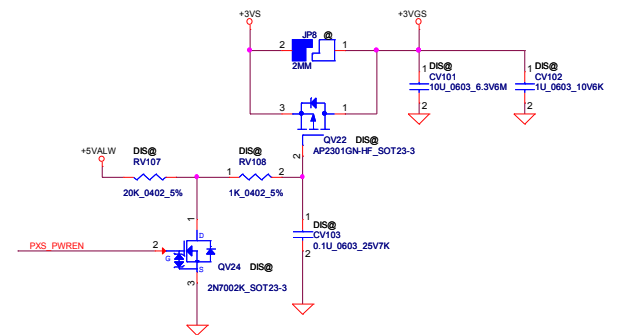 +3VS
+3VGS
JP8 @
2
1
2MM
1
DIS@
CV101
10U_0603_6.3V6M
2
1
DIS@
CV102
1U_0603_10V6K
2
3
1
QV22 DIS@
AP2301GN-HF_SOT23-3
2
+5VALW
DIS@
RV107
20K_0402_5%
DIS@
1 RV108 2
1K_0402_5%
1
DIS@
CV103
0.1U_0603_25V7K
2
1
D
PXS_PWREN
2
G
S
QV24 DIS@
2N7002K_SOT23-3
3